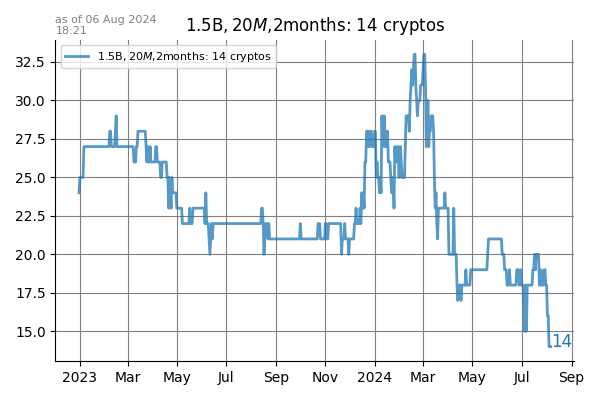 as of 06 Aug 2024
18:21
1.5B, 20M,2months: 14 cryptos
1.5B, 20M,2months: 14 cryptos
32.5
30.0
27.5
25.0
22.5
20.0
17.5
15.0
14
2023 Mar May Jul Sep Nov 2024 Mar May Jul Sep